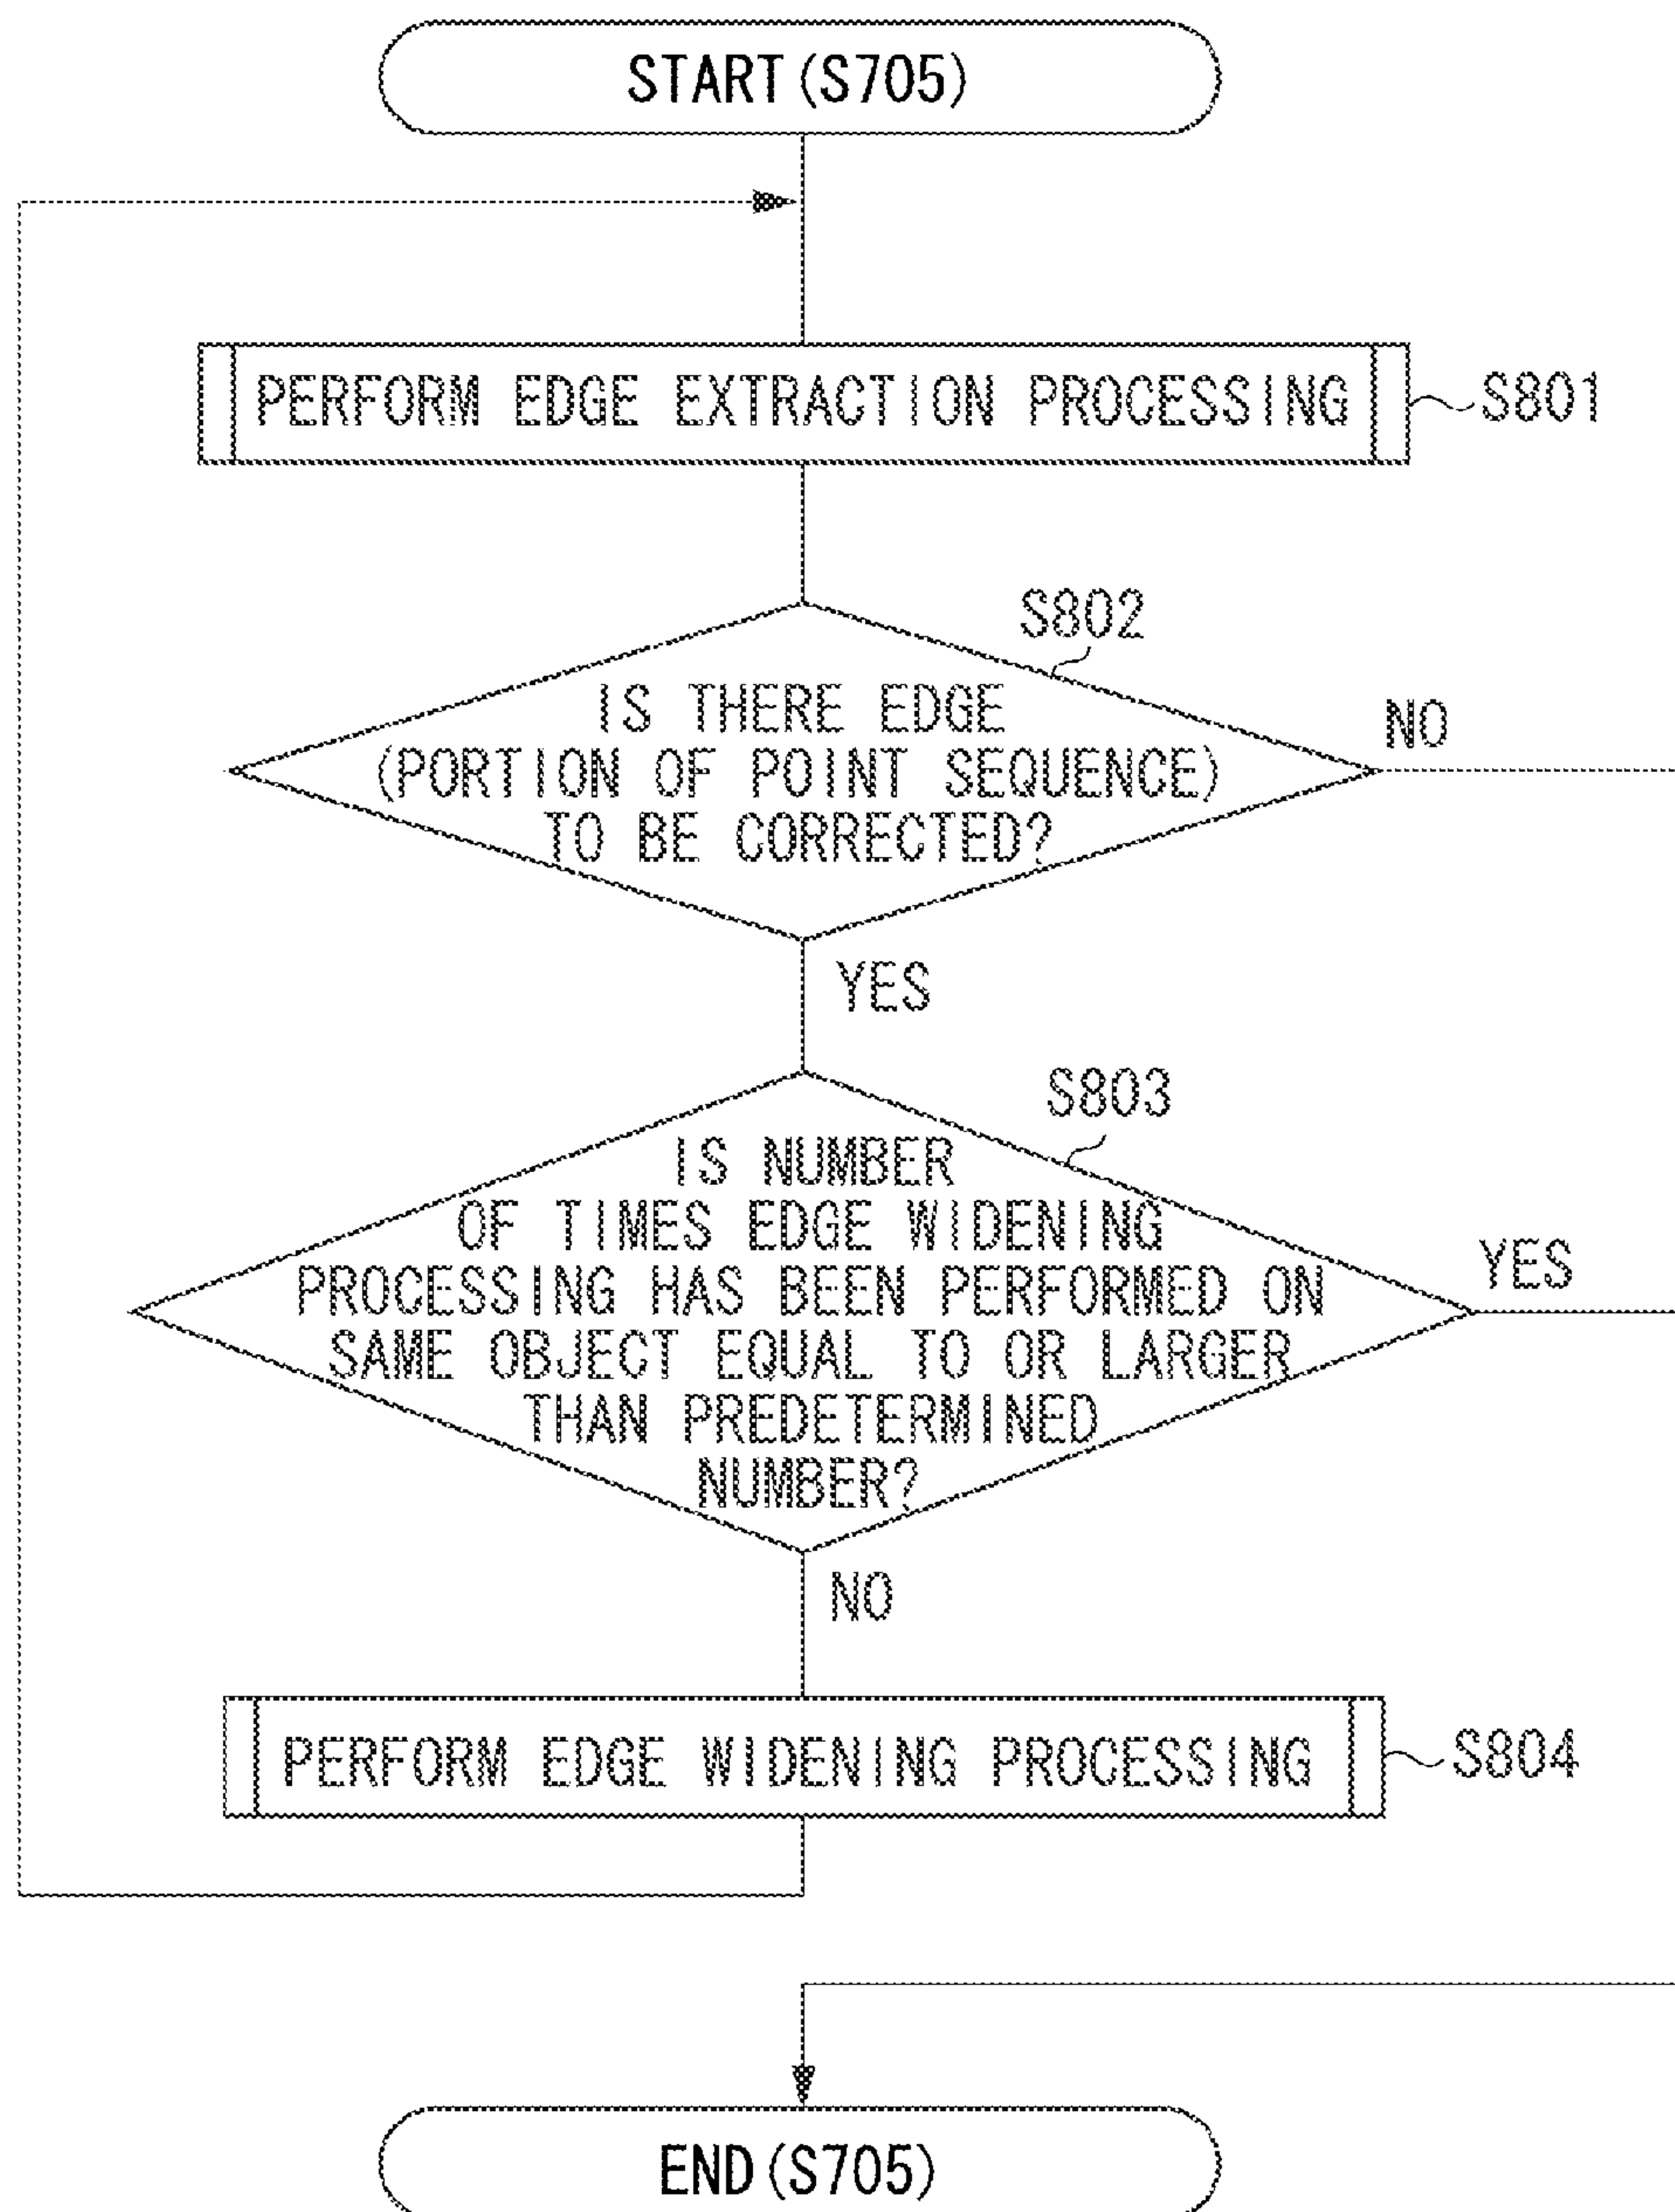 START(S705)
PERFORM EDGE EXTRACTION PROCESSING
S801
S802
IS THERE EDGE
(PORTION OF POINT SEQUENCE)
TO BE CORRECTED?
NO
YES
S803
IS NUMBER
OF TIMES EDGE WIDENING
PROCESSING HAS BEEN PERFORMED ON
SAME OBJECT EQUAL TO OR LARGER
THAN PREDETERMINED
NUMBER?
YES
NO
PERFORM EDGE WIDENING PROCESSING
S804
END(S705)